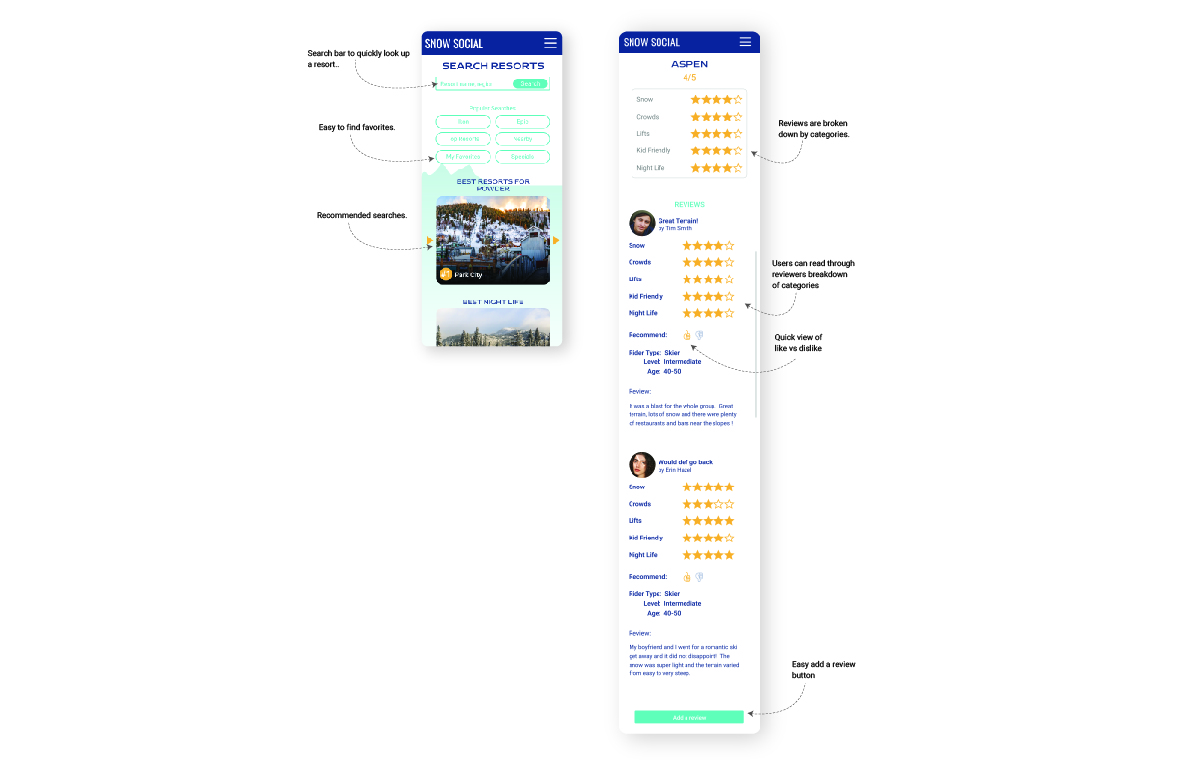 Search bar to quickly look up
a resort..
Easy to find favorites.
Recommended searches.
SNOW SOCIAL
SEARCH RESORTS
Search
Popular Searches
Ikon
Epic
Top Resorts
Nearby
My Favorites
Specials
BEST RESORTS FOR
POWDER
Park City
BEST NIGHT LIFE
SNOW SOCIAL
ASPEN
4/5
Snow
Crowds
Lifts
Kid Friendly
Night Life
REVIEWS
Great Terrain!
by Tim Smith
Snow
Crowds
Lifts
Kid Friendly
Night Life
Recommend:
Rider Type: Skier
Level: Intermediate
Age: 40-50
Review:
It was a blast for the whole group. Great
terrain, lots of snow and there were plenty
of restaurasts and bars near the slopes !
Would def go back
by Erin Hazel
Snow
Crowds
Lifts
Kid Friendly
Night Life
Recommend:
Rider Type: Skier
Level: Intermediate
Age: 40-50
Review:
My boyfriend and I went for a romantic ski
get away and it did not disappoint! The
snow was super light and the terrain varied
from easy to very steep.
Add a review
Reviews are broken
down by categories.
Users can read through
reviewers breakdown
of categories
Quick view of
like vs dislike
Easy add a review
button